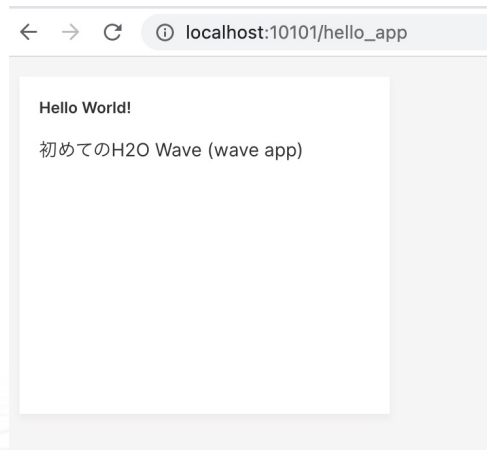 localhost:10101/hello_app
Hello World!
初めてのH2O Wave (wave app)